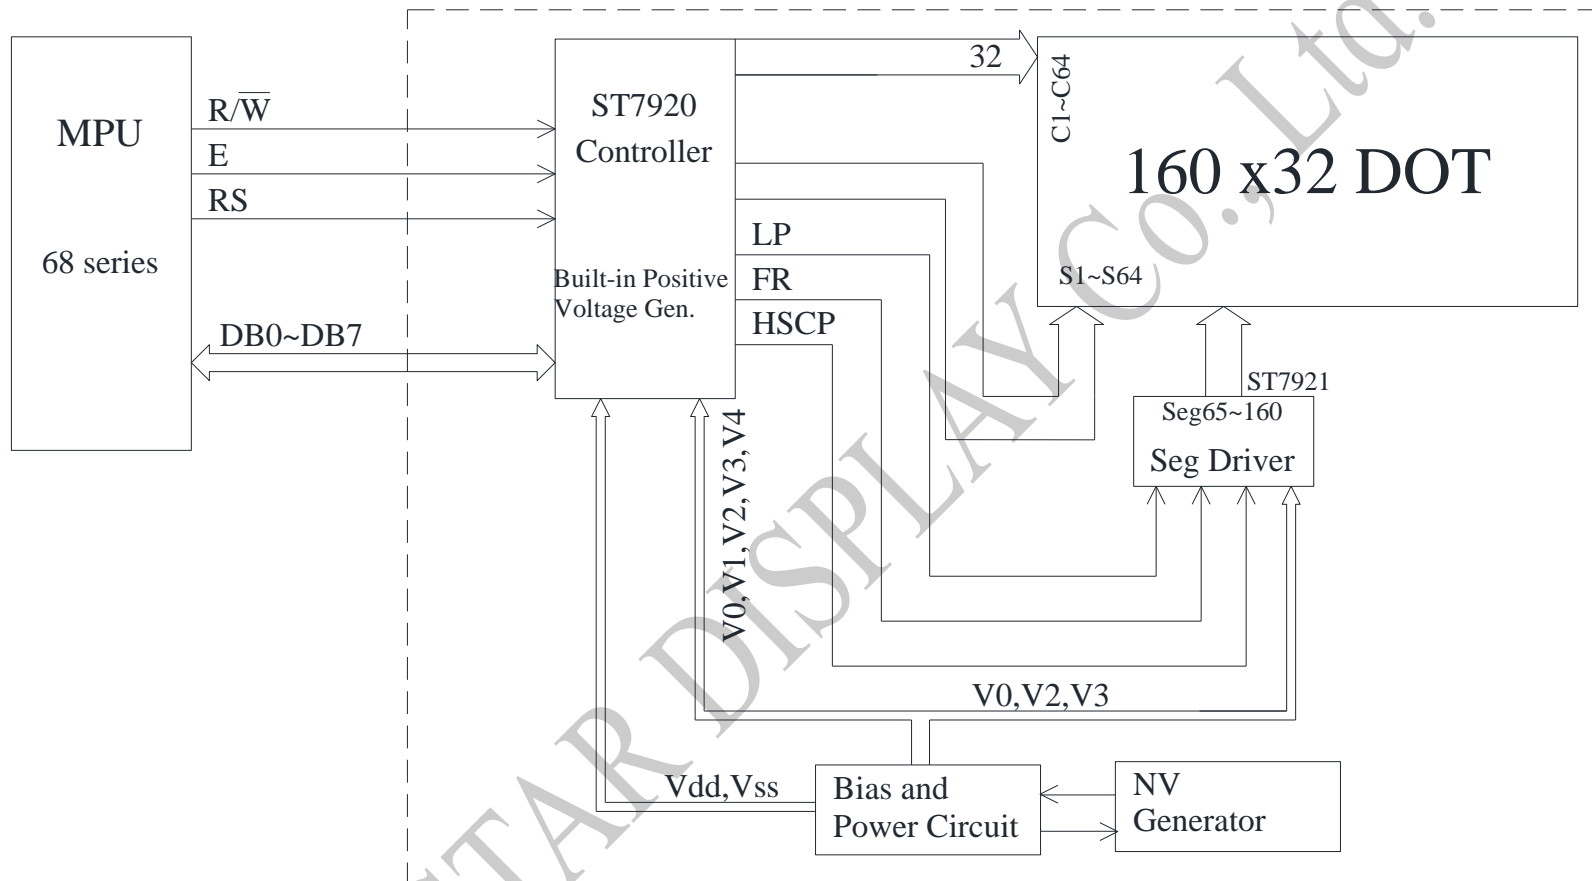 MPU
68 series
R/W̅
E
RS
DB0~DB7
ST7920
Controller
Built-in Positive
Voltage Gen.
32
C1~C64
160 x32 DOT
S1~S64
LP
FR
HSCP
ST7921
Seg65~160
Seg Driver
V0,V1,V2,V3,V4
V0,V2,V3
Vdd,Vss
Bias and
Power Circuit
NV
Generator
STAR DISPLAY Co., Ltd.